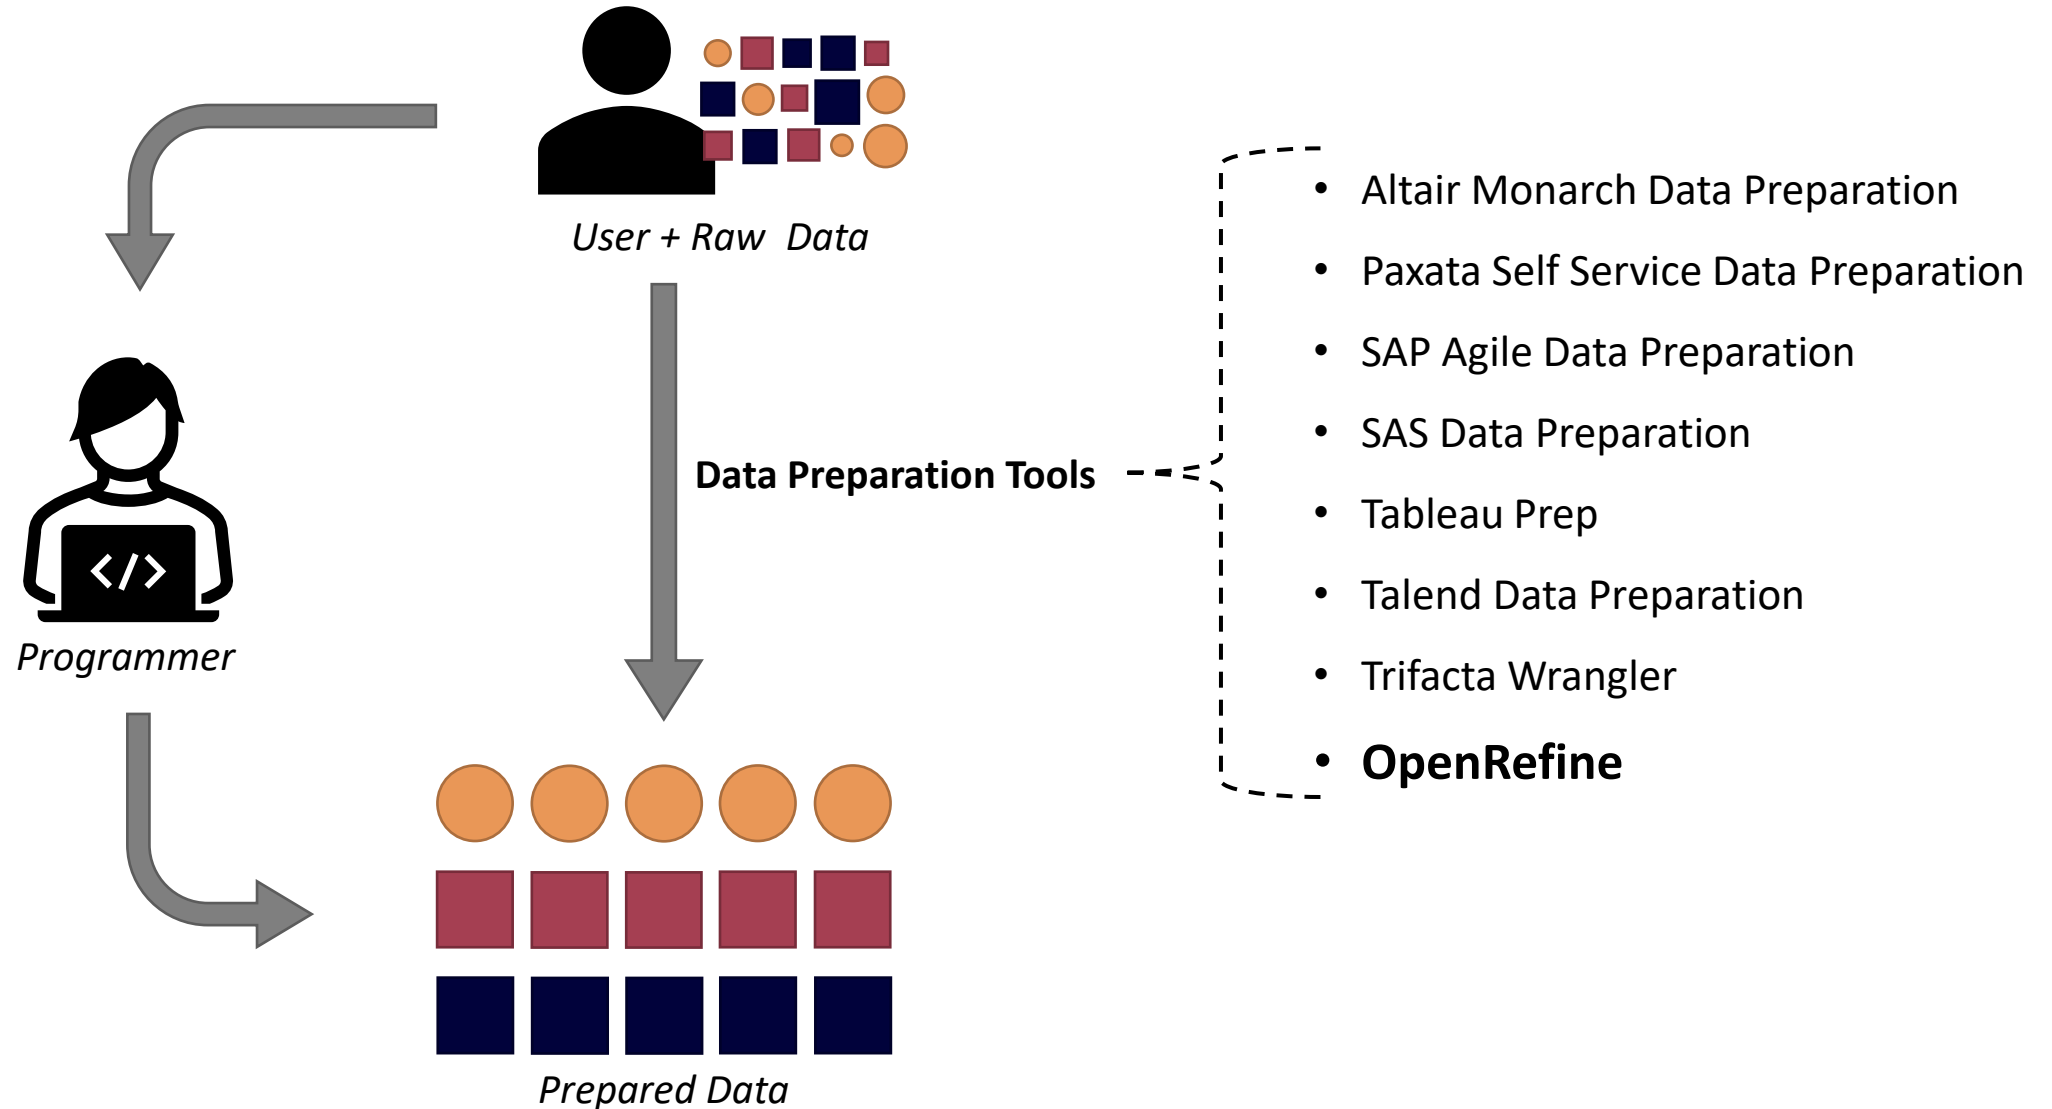 User + Raw  Data
Programmer
Data Preparation Tools
• Altair Monarch Data Preparation
• Paxata Self Service Data Preparation
• SAP Agile Data Preparation
• SAS Data Preparation
• Tableau Prep
• Talend Data Preparation
• Trifacta Wrangler
• OpenRefine
</>
Prepared Data